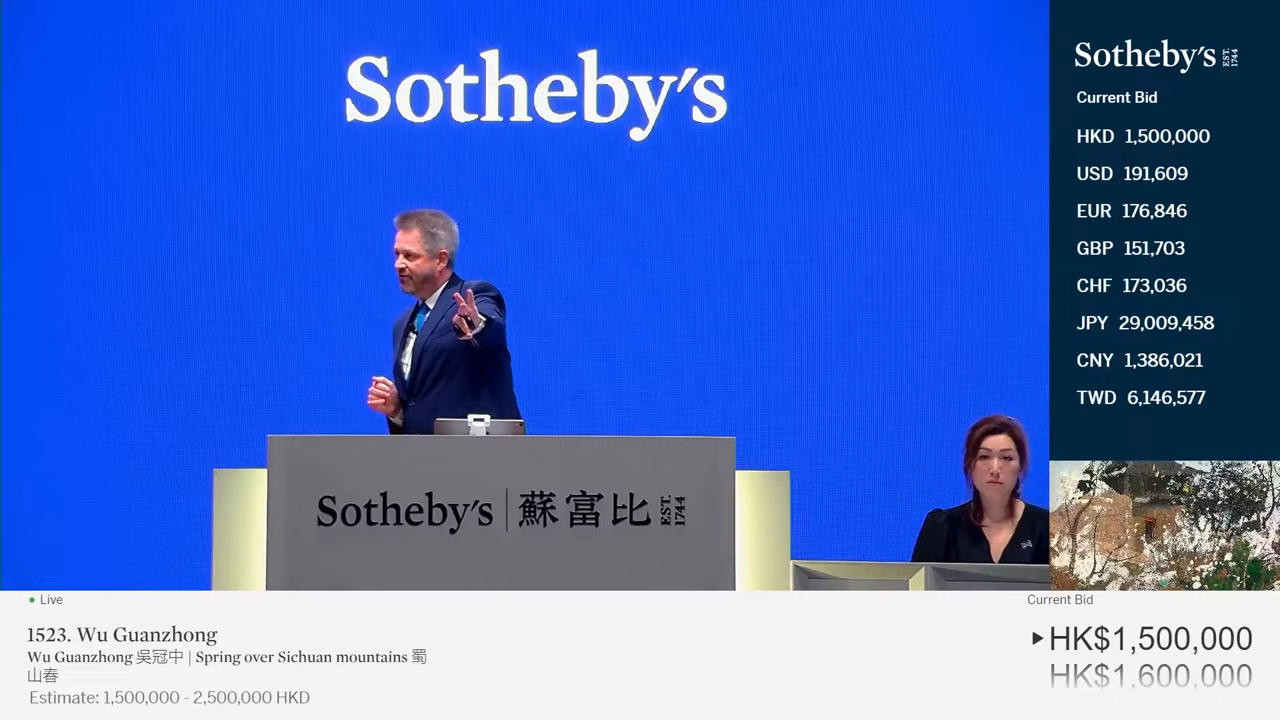 Sotheby's
Sotheby's EST. 1744
Current Bid
HKD 1,500,000
USD 191,609
EUR 176,846
GBP 151,703
CHF 173,036
JPY 29,009,458
CNY 1,386,021
TWD 6,146,577
Sotheby's | 蘇富比 EST. 1744
Live
1523. Wu Guanzhong
Wu Guanzhong 吳冠中 | Spring over Sichuan mountains 蜀
山春
Estimate: 1,500,000 - 2,500,000 HKD
Current Bid
HK$1,500,000
HK$1,600,000